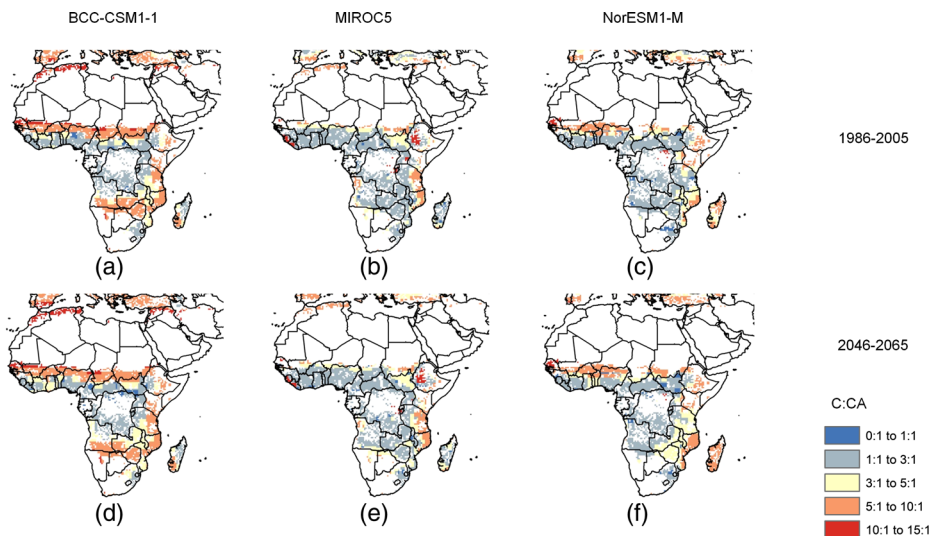 BCC-CSM1-1 MIROC5 NorESM1-M
1986-2005
(a) (b) (c)
2046-2065
C:CA
0:1 to 1:1
1:1 to 3:1
3:1 to 5:1
5:1 to 10:1
10:1 to 15:1
(d) (e) (f)